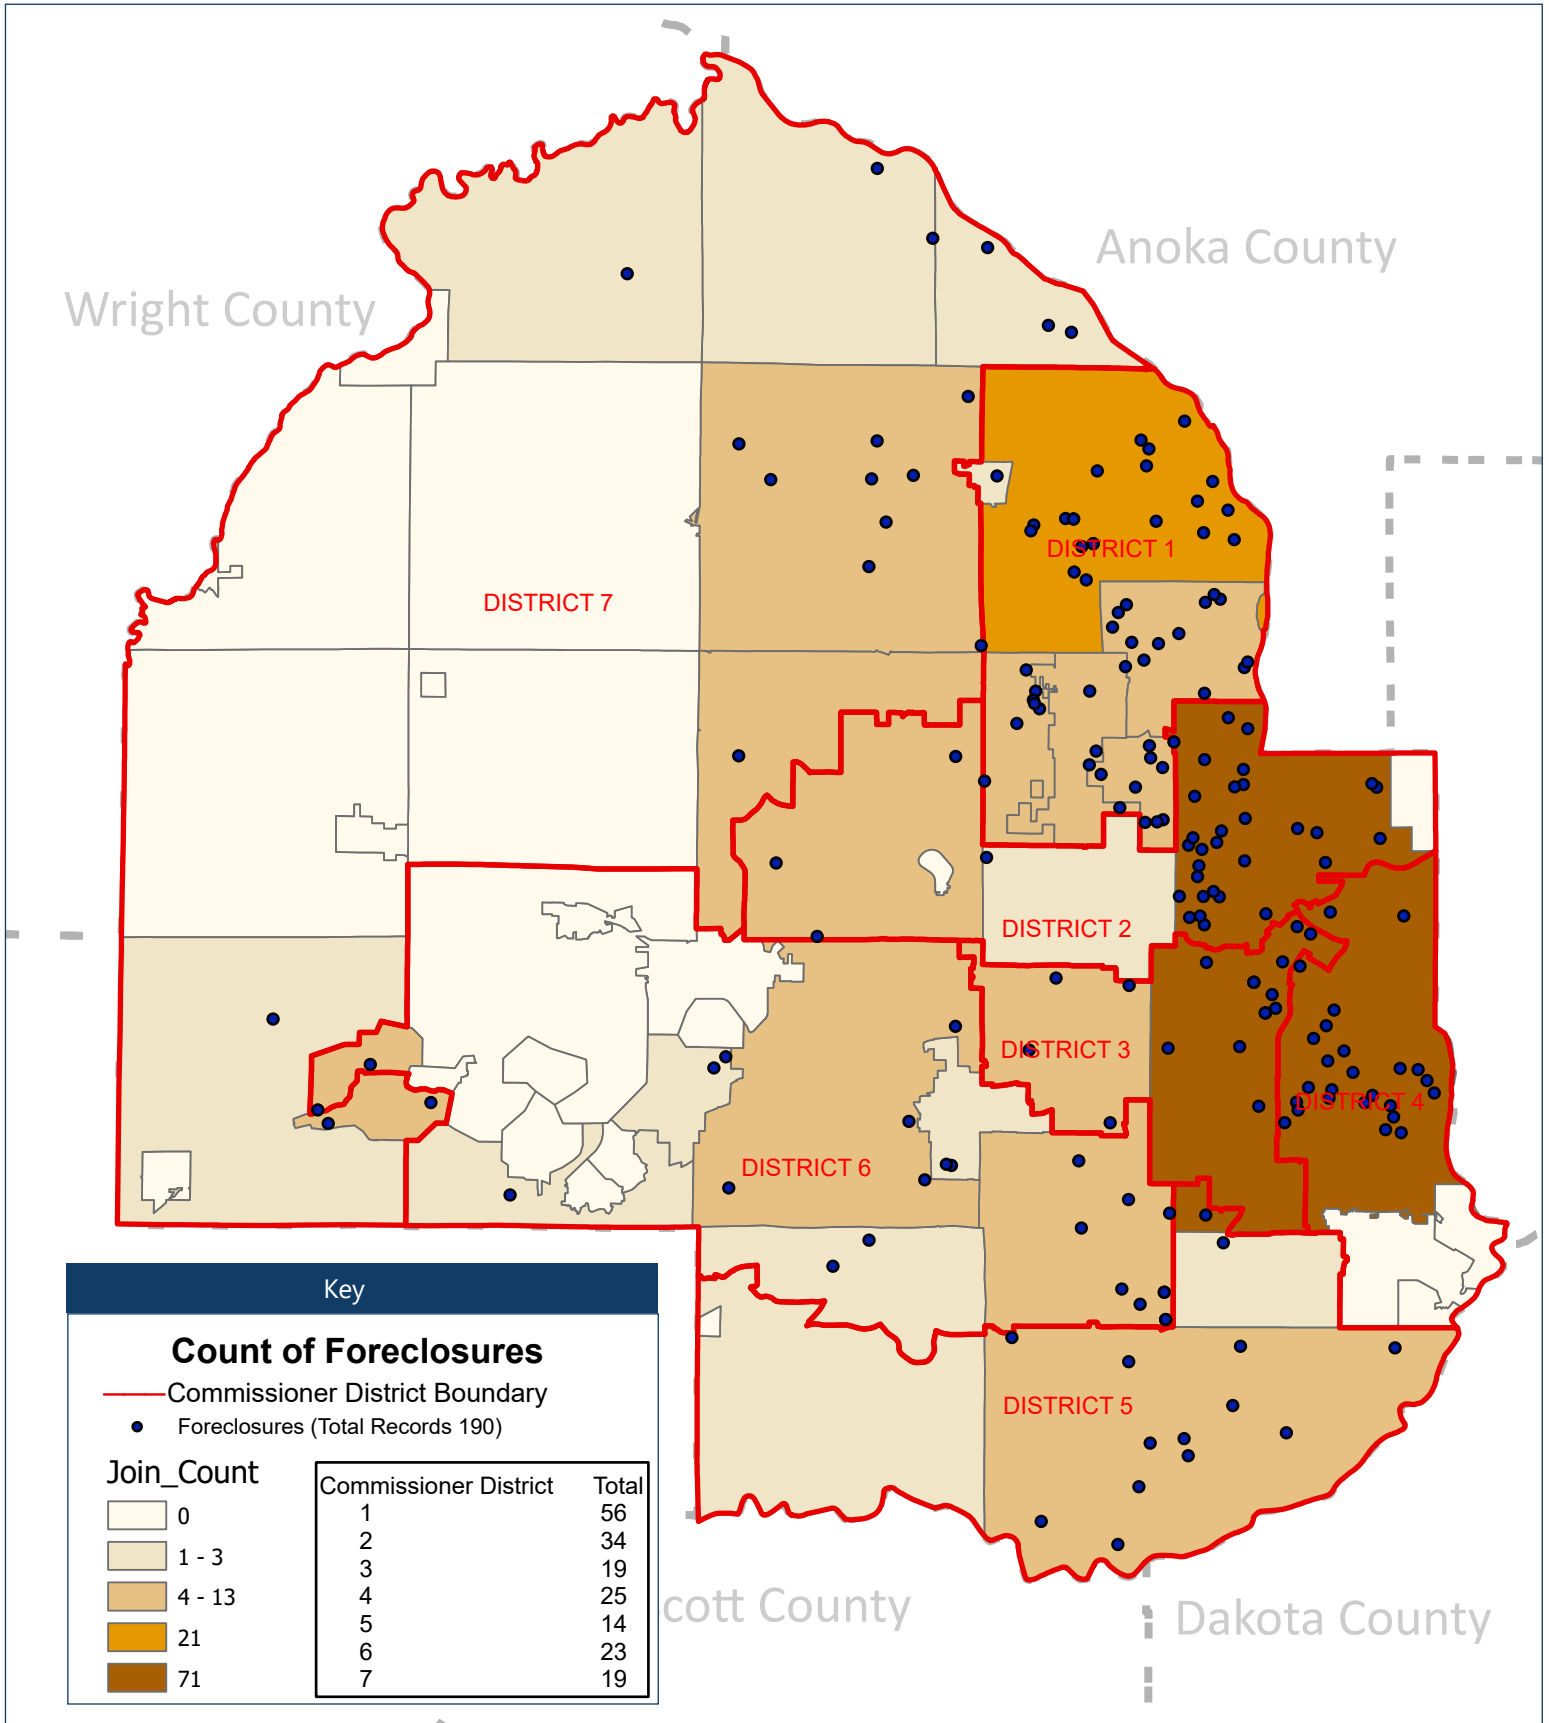 Anoka County
Wright County
DISTRICT 1
DISTRICT 7
DISTRICT 2
DISTRICT 3
DISTRICT 4
DISTRICT 6
DISTRICT 5
cott County
Dakota County
Key
Count of Foreclosures
Commissioner District Boundary
Foreclosures (Total Records 190)
Join_Count
0
1 - 3
4 - 13
21
71
Commissioner District Total
1 56
2 34
3 19
4 25
5 14
6 23
7 19